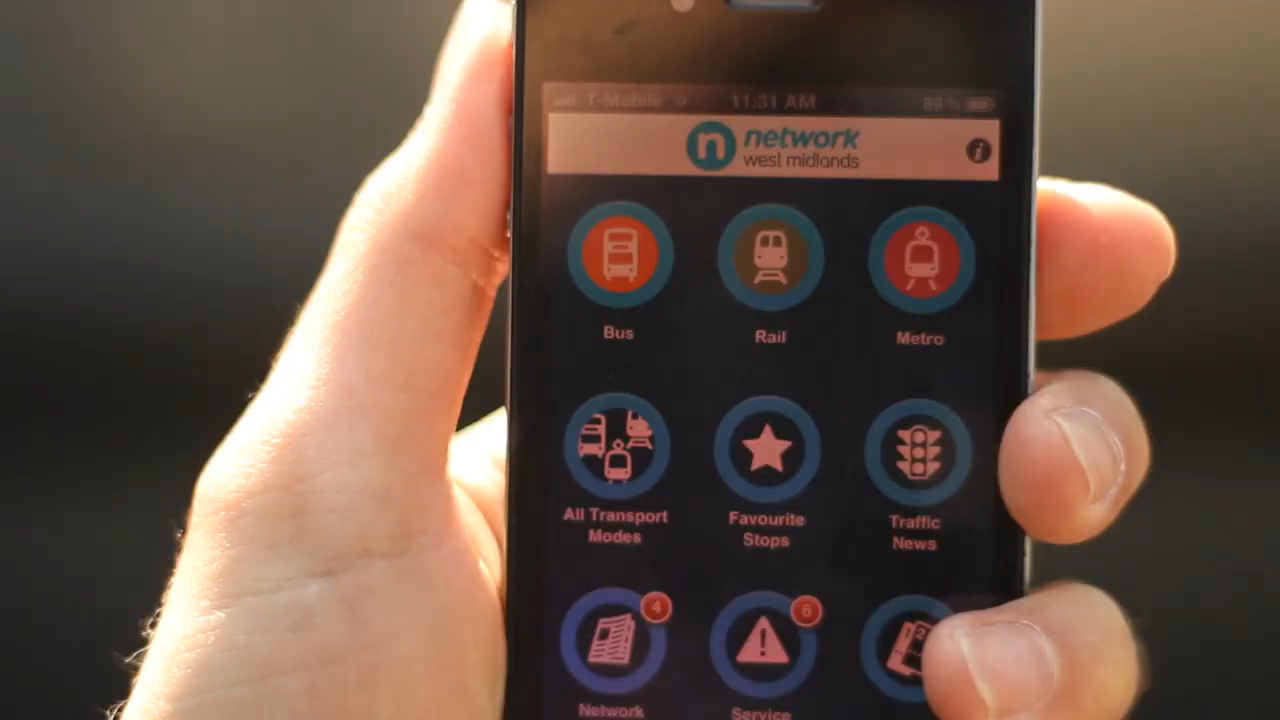 T-Mobile 11:31 AM 89%
n network
west midlands
i
Bus Rail Metro
All Transport Favourite Traffic
Modes Stops News
4 6
Network Service